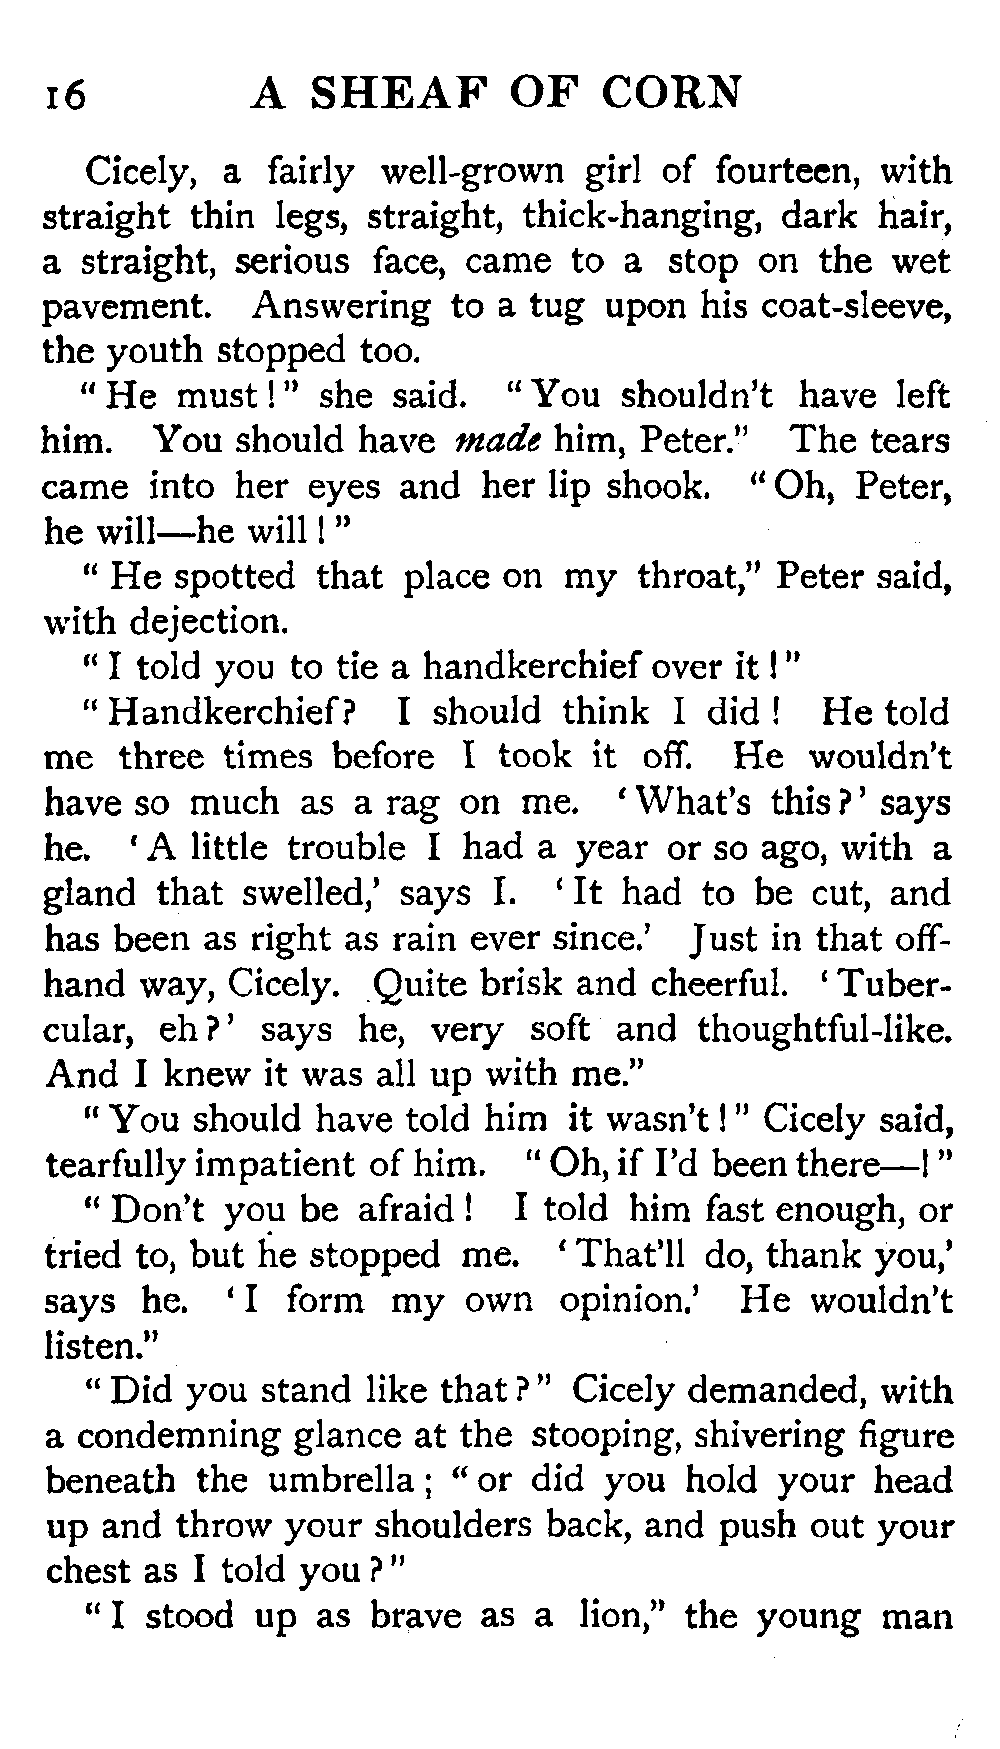 16 A SHEAF OF CORN
Cicely, a fairly well-grown girl of fourteen, with
straight thin legs, straight, thick-hanging, dark hair,
a straight, serious face, came to a stop on the wet
pavement. Answering to a tug upon his coat-sleeve,
the youth stopped too.
"He must!" she said. "You shouldn't have left
him. You should have made him, Peter." The tears
came into her eyes and her lip shook. "Oh, Peter,
he will—he will!"
"He spotted that place on my throat," Peter said,
with dejection.
"I told you to tie a handkerchief over it!"
"Handkerchief? I should think I did! He told
me three times before I took it off. He wouldn't
have so much as a rag on me. 'What's this?' says
he. 'A little trouble I had a year or so ago, with a
gland that swelled,' says I. 'It had to be cut, and
has been as right as rain ever since.' Just in that off-
hand way, Cicely. Quite brisk and cheerful. 'Tuber-
cular, eh?' says he, very soft and thoughtful-like.
And I knew it was all up with me."
"You should have told him it wasn't!" Cicely said,
tearfully impatient of him. "Oh, if I'd been there—!"
"Don't you be afraid! I told him fast enough, or
tried to, but he stopped me. 'That'll do, thank you,'
says he. 'I form my own opinion.' He wouldn't
listen."
"Did you stand like that?" Cicely demanded, with
a condemning glance at the stooping, shivering figure
beneath the umbrella; "or did you hold your head
up and throw your shoulders back, and push out your
chest as I told you?"
"I stood up as brave as a lion," the young man